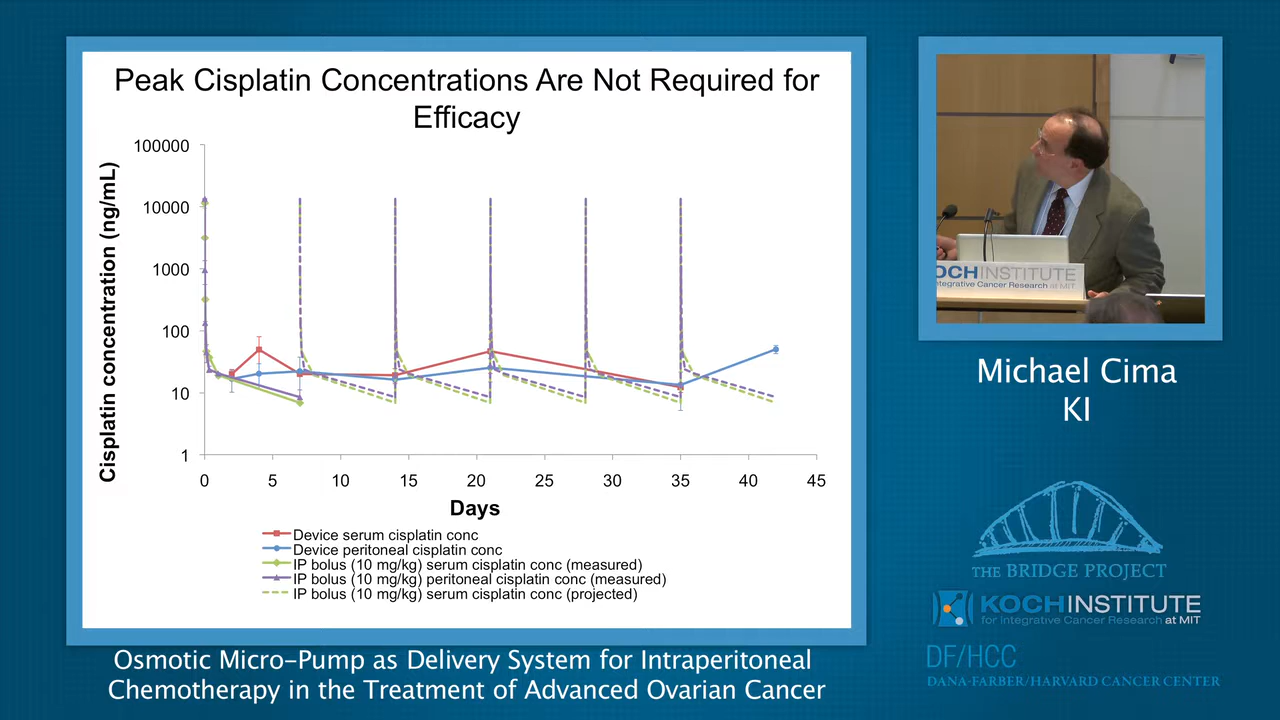 Peak Cisplatin Concentrations Are Not Required for
Efficacy
Cisplatin concentration (ng/mL)
100000
10000
1000
100
10
1
0 5 10 15 20 25 30 35 40 45
Days
Device serum cisplatin conc
Device peritoneal cisplatin conc
IP bolus (10 mg/kg) serum cisplatin conc (measured)
IP bolus (10 mg/kg) peritoneal cisplatin conc (measured)
IP bolus (10 mg/kg) serum cisplatin conc (projected)
Osmotic Micro-Pump as Delivery System for Intraperitoneal
Chemotherapy in the Treatment of Advanced Ovarian Cancer
OCHINSTITUTE
tegrative Cancer Research at MIT
Michael Cima
KI
THE BRIDGE PROJECT
KOCHINSTITUTE
for Integrative Cancer Research at MIT
DF/HCC
DANA-FARBER/HARVARD CANCER CENTER